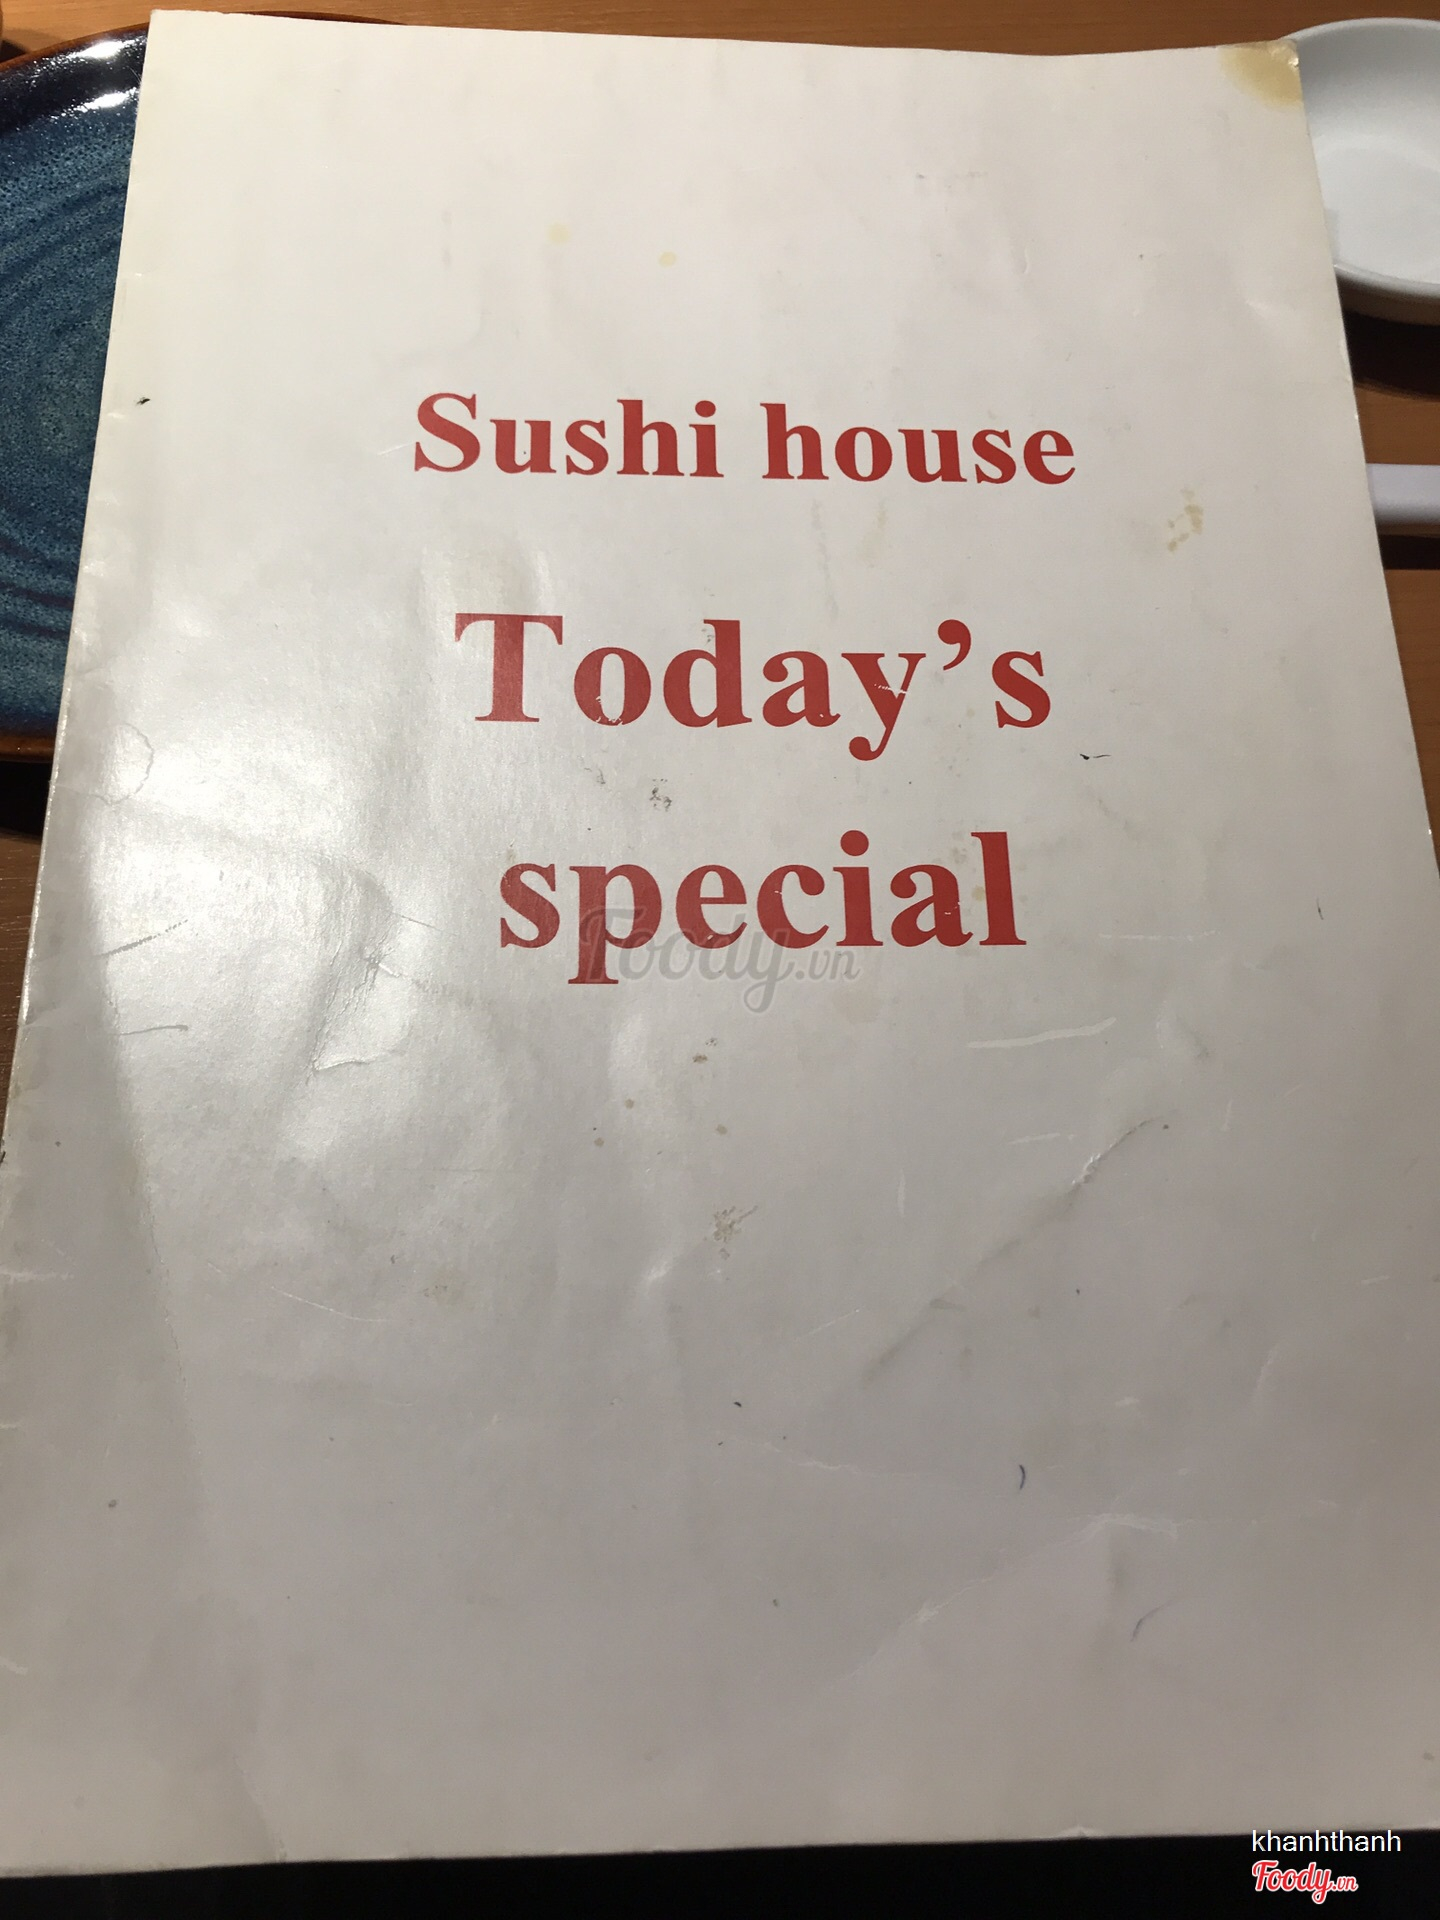 Sushi house
Today’s
special
Foody.vn
khanhthanh
Foody.vn